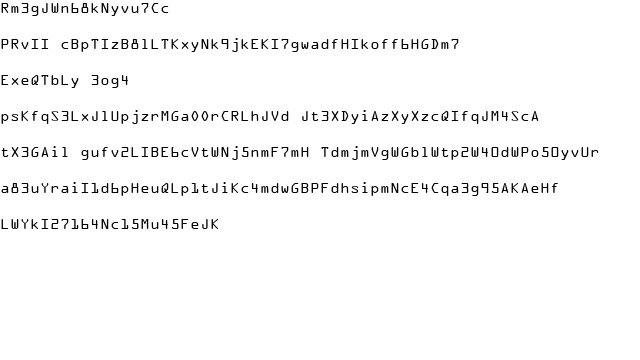 Rm3gJWn68kNyvu7Cc
PRvII cBpTIzB8lLTKxyNk9jkEKI7gwadfHIkoff6HGDm7
ExeQTbLy 3og4
psKfqS3LxJlUpjzrMGa00rCRLhJVd Jt3XDyiAzXyXzcQIfqJM4ScA
tX3GAil gufv2LIBE6cVtWNj5nmF7mH TdmjmVgWGblWtp2W4OdWPo5OyvUr
a83uYraiI1d6pHeuQLp1tJiKc4mdwGBPFdhsipmNcE4Cqa3g95AKAeHf
LWYkI27164Nc15Mu45FeJK